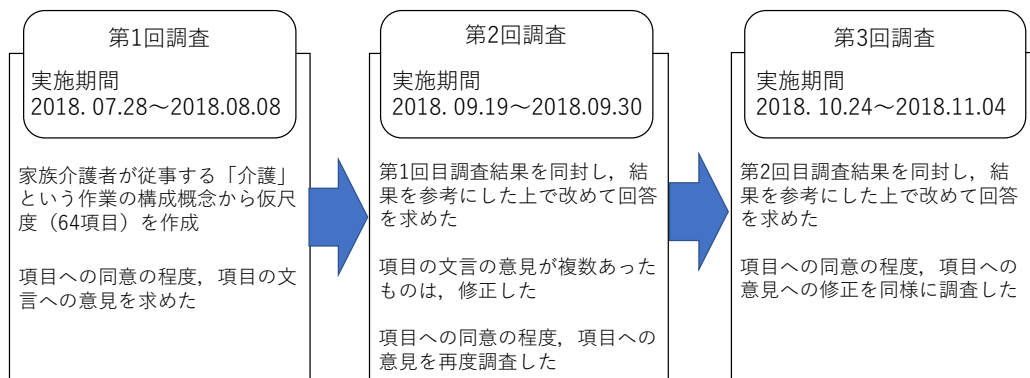 第1回調査
実施期間
2018. 07.28～2018.08.08
家族介護者が従事する「介護」
という作業の構成概念から仮尺
度（64項目）を作成
項目への同意の程度，項目の文
言への意見を求めた
第2回調査
実施期間
2018. 09.19～2018.09.30
第1回目調査結果を同封し，結
果を参考にした上で改めて回答
を求めた
項目の文言の意見が複数あった
ものは，修正した
項目への同意の程度，項目への
意見を再度調査した
第3回調査
実施期間
2018. 10.24～2018.11.04
第2回目調査結果を同封し，結
果を参考にした上で改めて回答
を求めた
項目への同意の程度，項目への
意見への修正を同様に調査した